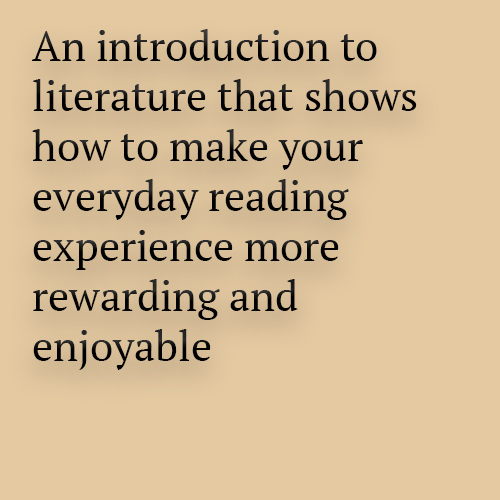 An introduction to
literature that shows
how to make your
everyday reading
experience more
rewarding and
enjoyable